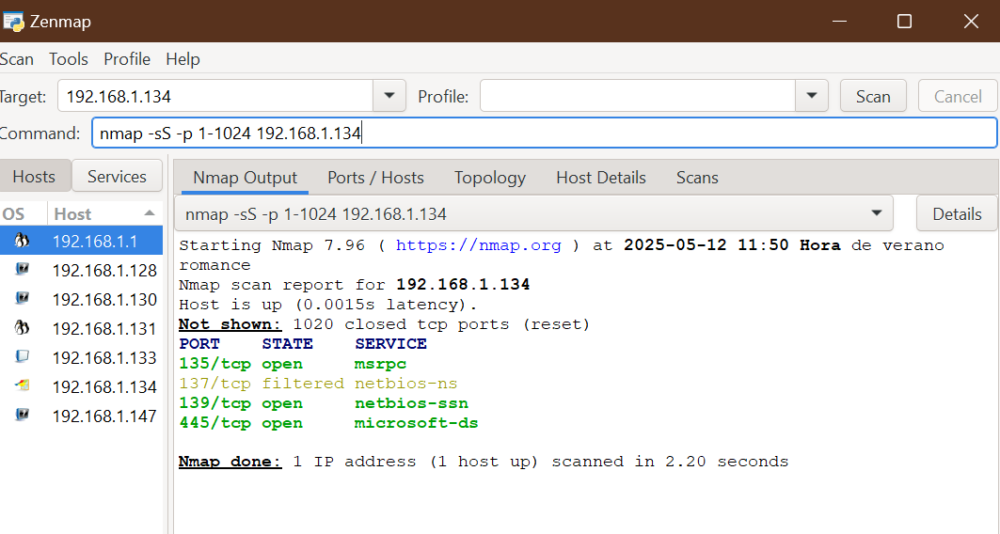 Zenmap
Scan Tools Profile Help
Target: 192.168.1.134 Profile: Scan Cancel
Command: nmap -sS -p 1-1024 192.168.1.134
Hosts Services
Nmap Output Ports / Hosts Topology Host Details Scans
OS Host
nmap -sS -p 1-1024 192.168.1.134 Details
192.168.1.1
192.168.1.128
192.168.1.130
192.168.1.131
192.168.1.133
192.168.1.134
192.168.1.147
Starting Nmap 7.96 ( https://nmap.org ) at 2025-05-12 11:50 Hora de verano
romance
Nmap scan report for 192.168.1.134
Host is up (0.0015s latency).
Not shown: 1020 closed tcp ports (reset)
PORT STATE SERVICE
135/tcp open msrpc
137/tcp filtered netbios-ns
139/tcp open netbios-ssn
445/tcp open microsoft-ds
Nmap done: 1 IP address (1 host up) scanned in 2.20 seconds